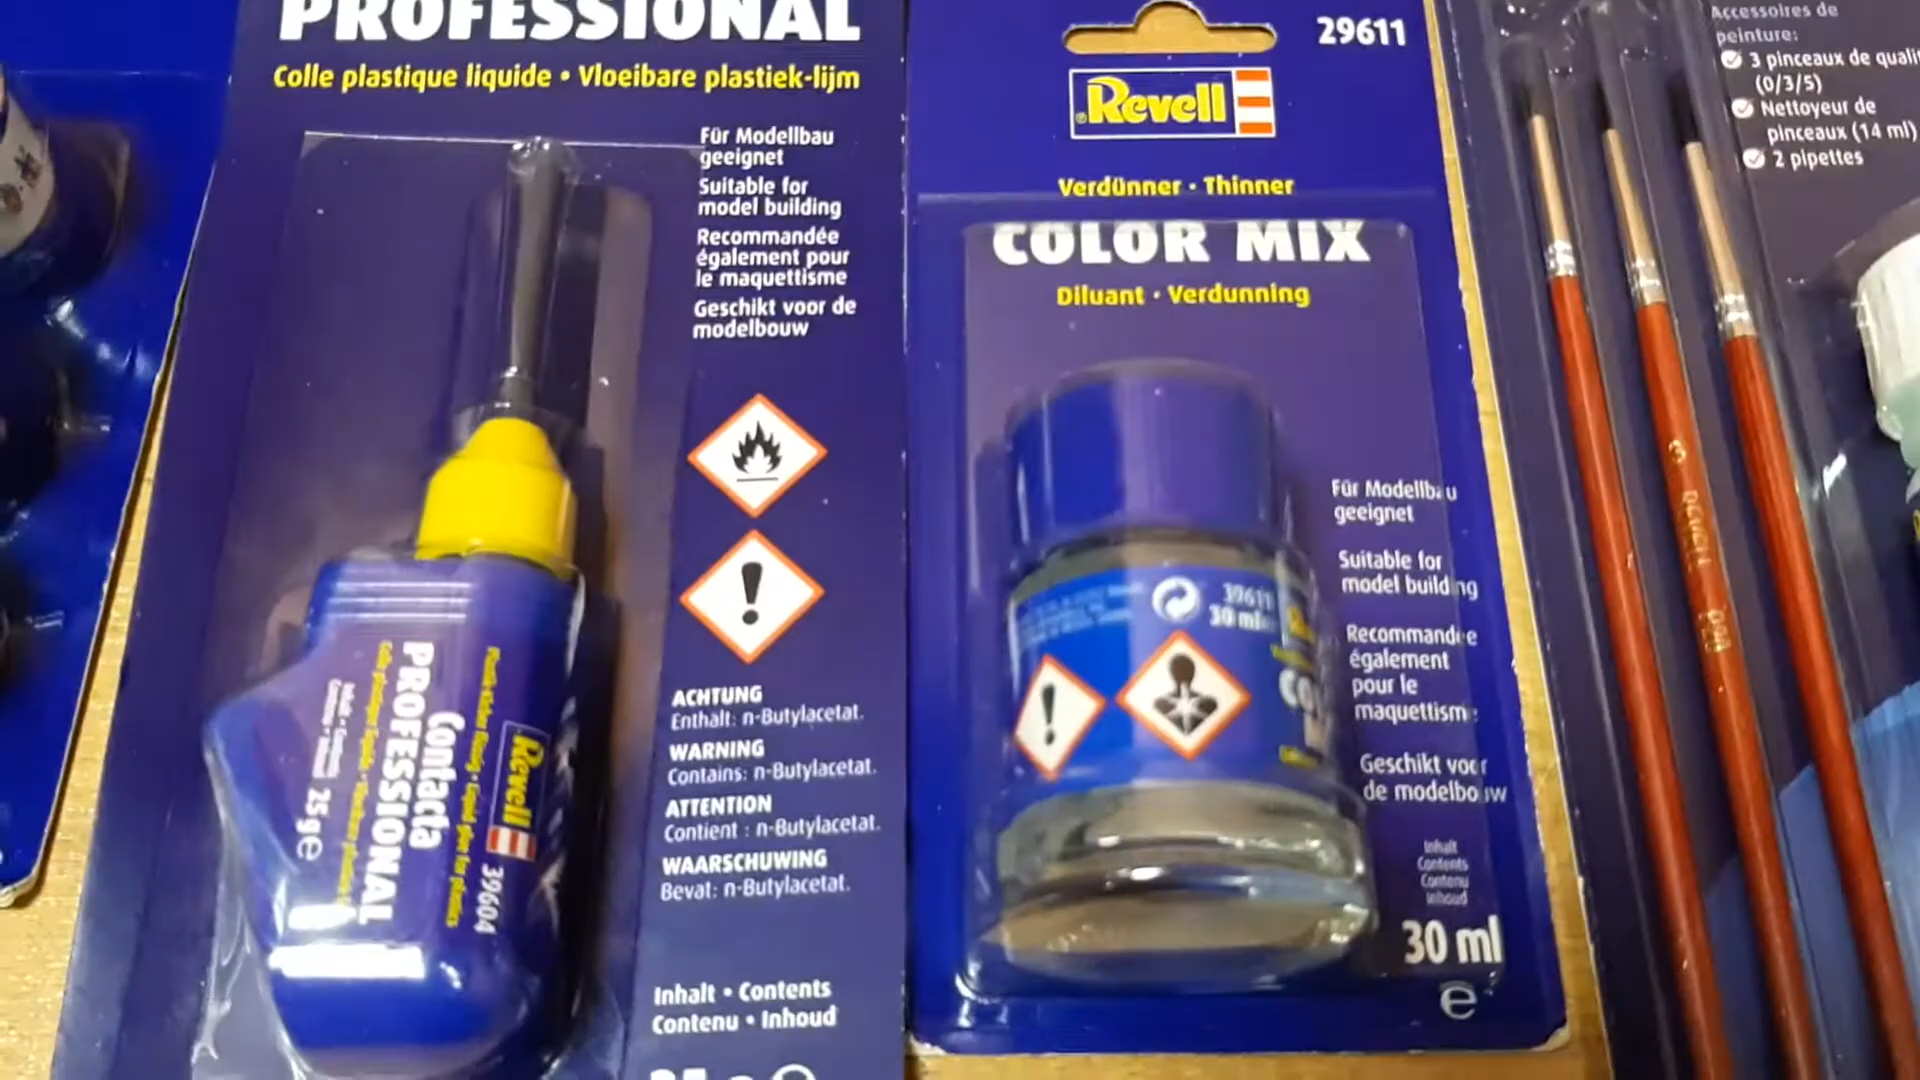 PROFESSIONAL
Colle plastique liquide • Vloeibare plastiek-lijm
Für Modellbau
geeignet
Suitable for
model building
Recommandée
également pour
le maquettisme
Geschikt voor de
modelbouw
ACHTUNG
Enthält: n-Butylacetat.
WARNING
Contains: n-Butylacetat.
ATTENTION
Contient : n-Butylacetat.
WAARSCHUWING
Bevat: n-Butylacetat.
Inhalt • Contents
Contenu • Inhoud
Revell
39604
Contacta
PROFESSIONAL
25 g e
29611
Revell
Verdünner · Thinner
COLOR MIX
Diluant · Verdunning
39611
30 ml
Für Modellbau
geeignet
Suitable for
model building
Recommandée
également
pour le
maquettisme
Geschikt voor
de modelbouw
Inhalt
Contents
Contenu
Inhoud
30 ml
e
Accessoires de
peinture:
3 pinceaux de
(0/3/5)
Nettoyeur de
pinceaux (14 ml)
2 pipettes
3 REVELL